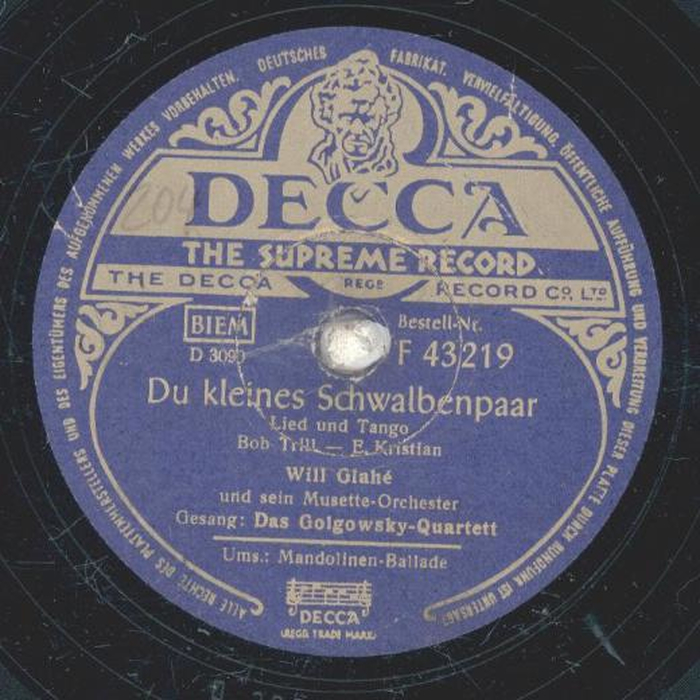 ALLE RECHTE DES PLATTENHERSTELLERS UND DES EIGENTÜMERS DES AUFGENOMMENEN WERKES VORBEHALTEN. DEUTSCHES FABRIKAT. VERVIELFÄLTIGUNG, ÖFFENTLICHE AUFFÜHRUNG UND VERBREITUNG DIESER PLATTE DURCH RUNDFUNK IST UNTERSAGT
204
DECCA
THE SUPREME RECORD
THE DECCA REGD RECORD CO. LTD
BIEM
Bestell-Nr.
D 3090
F 43219
Du kleines Schwalbenpaar
Lied und Tango
Bob Trill — E. Kristian
Will Glahé
und sein Musette-Orchester
Gesang: Das Golgowsky-Quartett
Ums.: Mandolinen-Ballade
DECCA
(REGD. TRADE MARK)